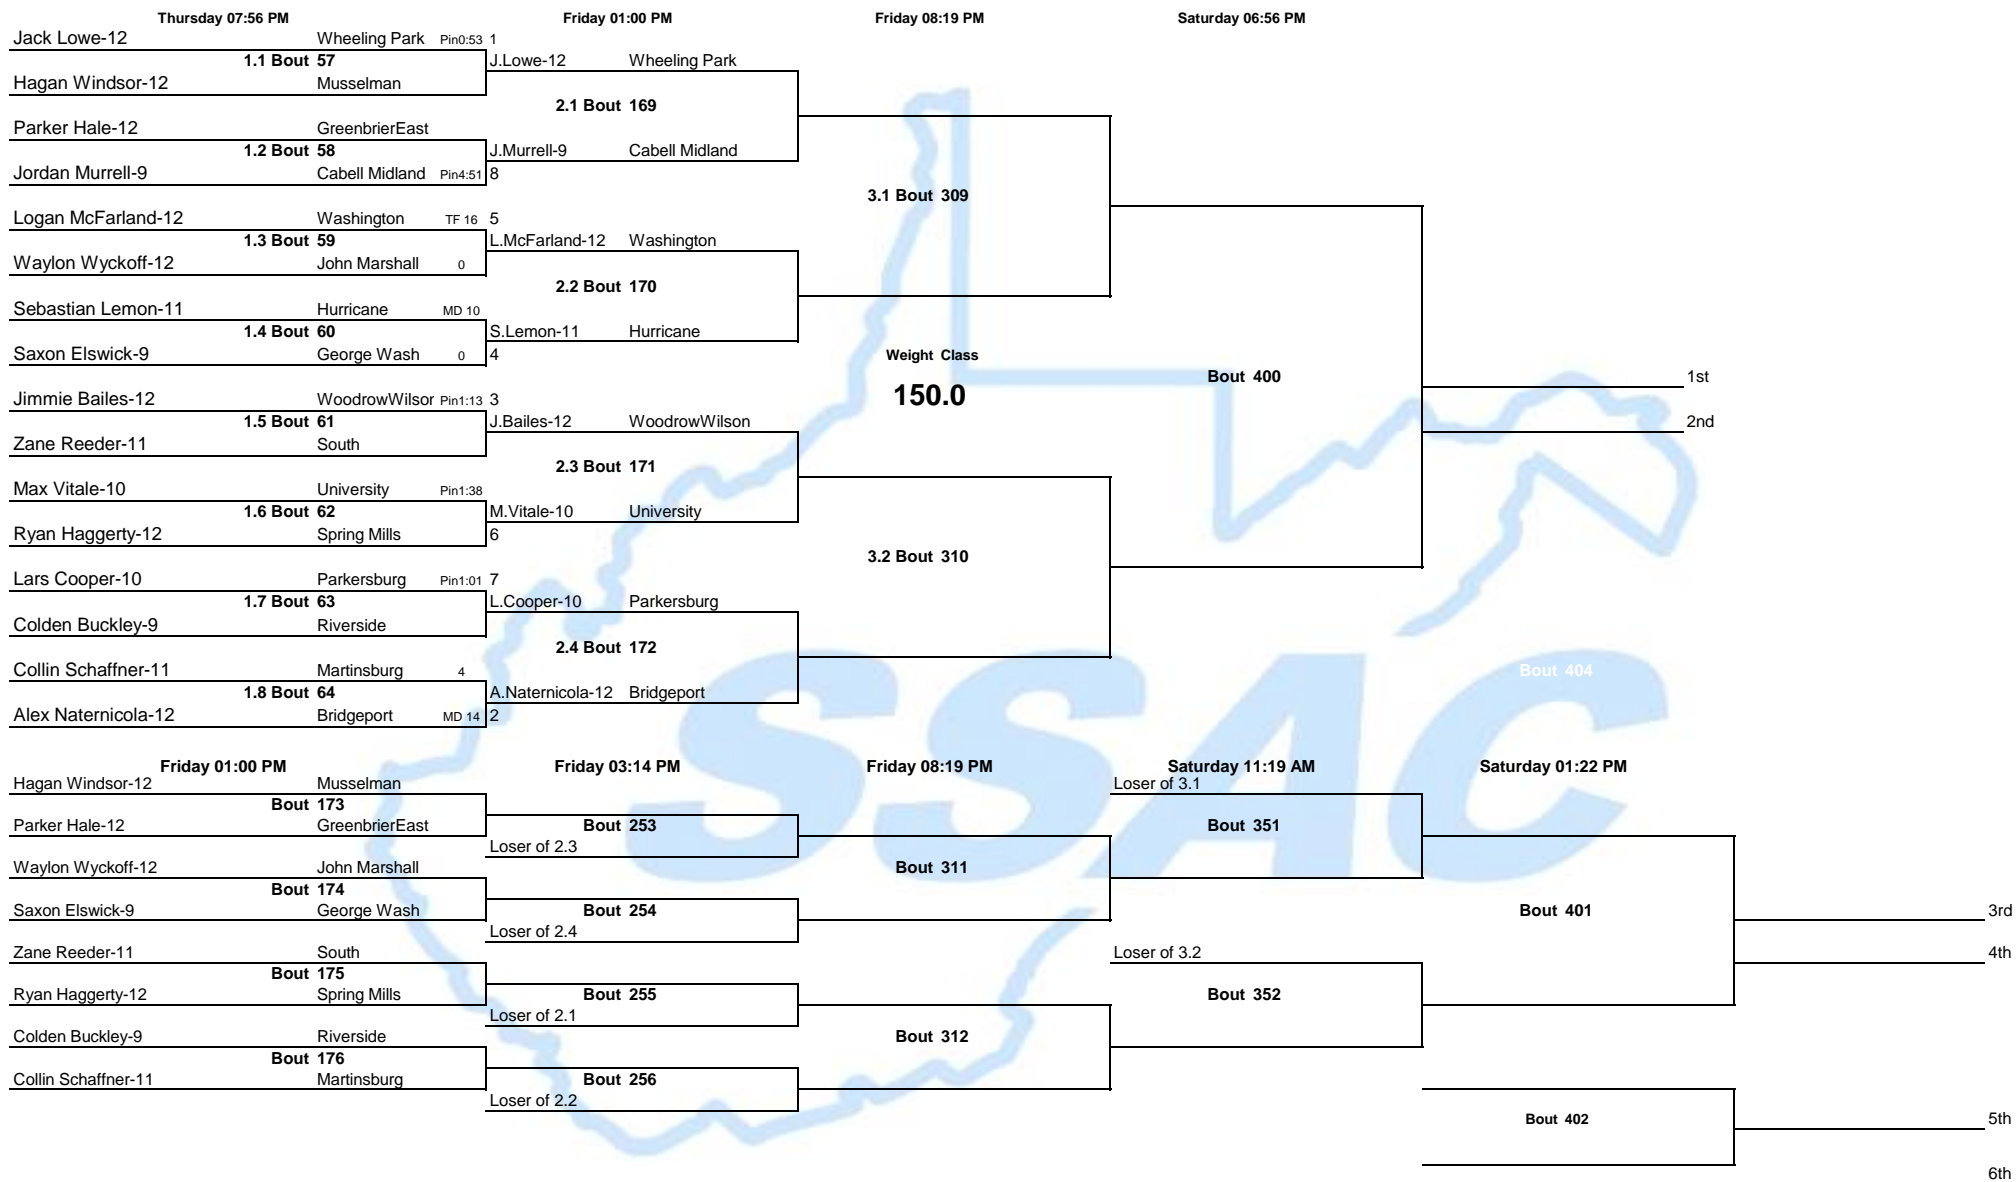 Thursday 07:56 PM Friday 01:00 PM Friday 08:19 PM Saturday 06:56 PM
Jack Lowe-12 Wheeling Park Pin0:53 1
1.1 Bout 57 J.Lowe-12 Wheeling Park
Hagan Windsor-12 Musselman
2.1 Bout 169
Parker Hale-12 GreenbrierEast
1.2 Bout 58 J.Murrell-9 Cabell Midland
Jordan Murrell-9 Cabell Midland Pin4:51 8
3.1 Bout 309
Logan McFarland-12 Washington TF 16 5
1.3 Bout 59 L.McFarland-12 Washington
Waylon Wyckoff-12 John Marshall 0
2.2 Bout 170
Sebastian Lemon-11 Hurricane MD 10
1.4 Bout 60 S.Lemon-11 Hurricane
Saxon Elswick-9 George Wash 0 4
Weight Class
Bout 400 1st
150.0
Jimmie Bailes-12 WoodrowWilsor Pin1:13 3
1.5 Bout 61 J.Bailes-12 WoodrowWilson 2nd
Zane Reeder-11 South
2.3 Bout 171
Max Vitale-10 University Pin1:38
1.6 Bout 62 M.Vitale-10 University
Ryan Haggerty-12 Spring Mills 6
3.2 Bout 310
Lars Cooper-10 Parkersburg Pin1:01 7
1.7 Bout 63 L.Cooper-10 Parkersburg
Colden Buckley-9 Riverside
2.4 Bout 172
Collin Schaffner-11 Martinsburg 4 Bout 404
1.8 Bout 64 A.Naternicola-12 Bridgeport
Alex Naternicola-12 Bridgeport MD 14 2
SSAC
Friday 01:00 PM Friday 03:14 PM Friday 08:19 PM Saturday 11:19 AM Saturday 01:22 PM
Hagan Windsor-12 Musselman Loser of 3.1
Bout 173
Parker Hale-12 GreenbrierEast Bout 253 Bout 351
Loser of 2.3
Waylon Wyckoff-12 John Marshall Bout 311
Bout 174
Saxon Elswick-9 George Wash Bout 254 Bout 401 3rd
Loser of 2.4
Zane Reeder-11 South Loser of 3.2 4th
Bout 175
Ryan Haggerty-12 Spring Mills Bout 255 Bout 352
Loser of 2.1
Colden Buckley-9 Riverside Bout 312
Bout 176
Collin Schaffner-11 Martinsburg Bout 256
Loser of 2.2
Bout 402 5th
6th